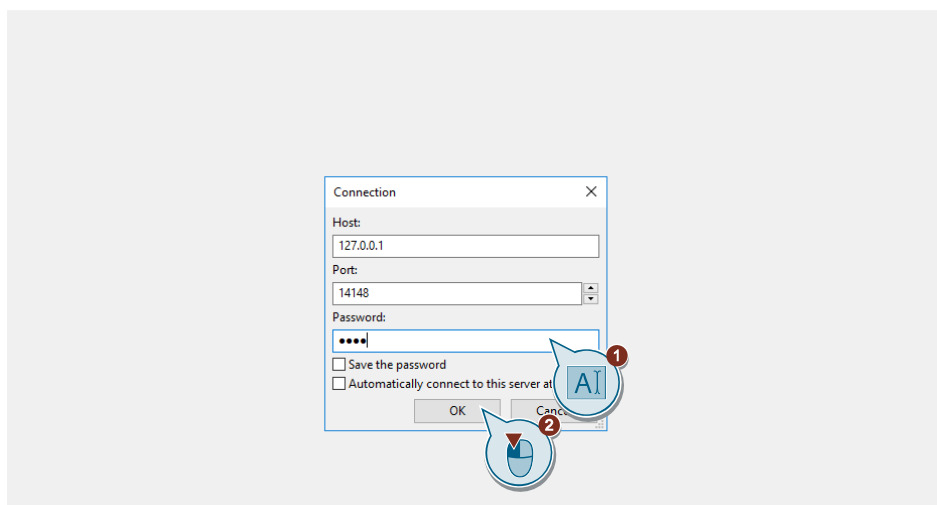 Connection
Host:
127.0.0.1
Port:
14148
Password:
••••
1
Save the password
Automatically connect to this server at
AI
OK
2